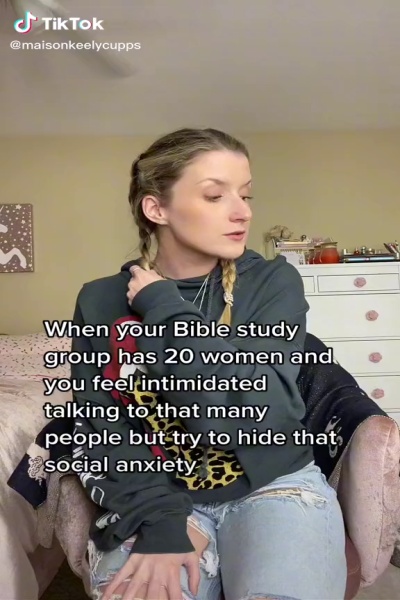 TikTok
@maisonkeelycupps
When your Bible study
group has 20 women and
you feel intimidated
talking to that many
people but try to hide that
social anxiety